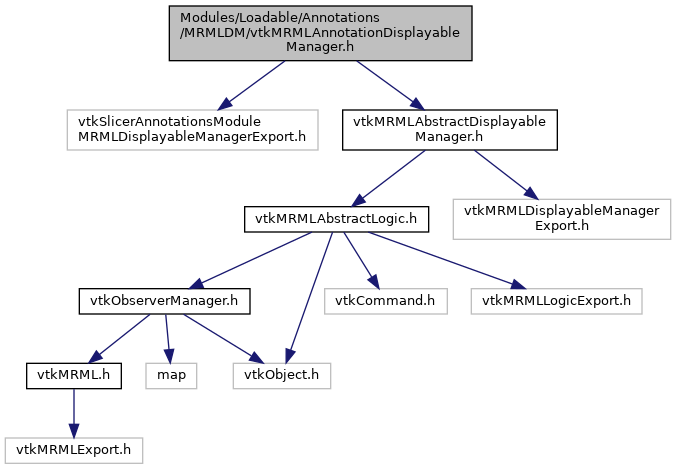 Modules/Loadable/Annotations
/MRMLDM/vtkMRMLAnnotationDisplayable
Manager.h
vtkSlicerAnnotationsModule
MRMLDisplayableManagerExport.h
vtkMRMLAbstractDisplayable
Manager.h
vtkMRMLAbstractLogic.h
vtkMRMLDisplayableManager
Export.h
vtkObserverManager.h
vtkCommand.h
vtkMRMLLogicExport.h
vtkMRML.h
map
vtkObject.h
vtkMRMLExport.h